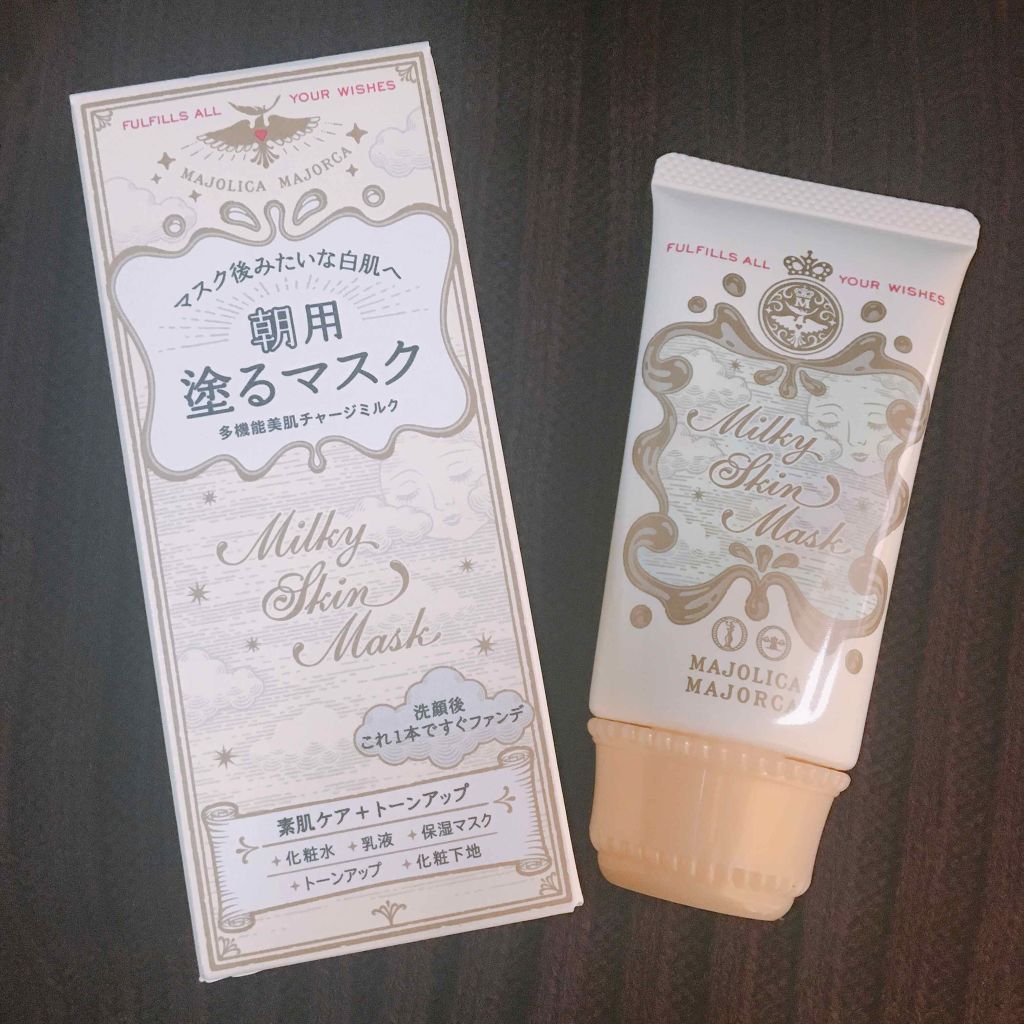 FULFILLS ALL YOUR WISHES
MAJOLICA MAJORCA
マスク後みたいな白肌へ
朝用
塗るマスク
多機能美肌チャージミルク
Milky
Skin
Mask
洗顔後
これ1本ですぐファンデ
素肌ケア+トーンアップ
化粧水 乳液 保湿マスク
トーンアップ 化粧下地
FULFILLS ALL YOUR WISHES
M
Milky
Skin
Mask
MAJOLICA
MAJORCA